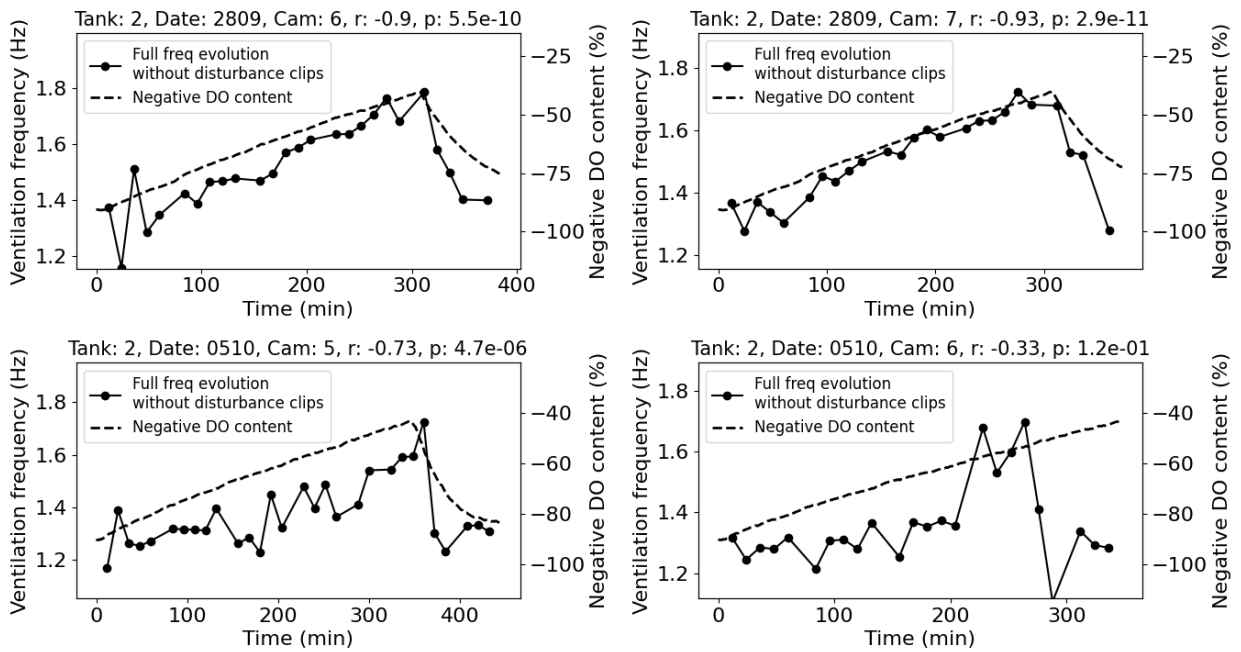 Tank: 2, Date: 2809, Cam: 6, r: -0.9, p: 5.5e-10
Ventilation frequency (Hz)
1.8
1.6
1.4
1.2
Full freq evolution
without disturbance clips
Negative DO content
−25
−50
−75
−100
Negative DO content (%)
0
100
200
300
400
Time (min)
Tank: 2, Date: 2809, Cam: 7, r: -0.93, p: 2.9e-11
Ventilation frequency (Hz)
1.8
1.6
1.4
1.2
Full freq evolution
without disturbance clips
Negative DO content
−25
−50
−75
−100
Negative DO content (%)
0
100
200
300
Time (min)
Tank: 2, Date: 0510, Cam: 5, r: -0.73, p: 4.7e-06
Ventilation frequency (Hz)
1.8
1.6
1.4
1.2
Full freq evolution
without disturbance clips
Negative DO content
−40
−60
−80
−100
Negative DO content (%)
0
100
200
300
400
Time (min)
Tank: 2, Date: 0510, Cam: 6, r: -0.33, p: 1.2e-01
Ventilation frequency (Hz)
1.8
1.6
1.4
1.2
Full freq evolution
without disturbance clips
Negative DO content
−40
−60
−80
−100
Negative DO content (%)
0
100
200
300
Time (min)